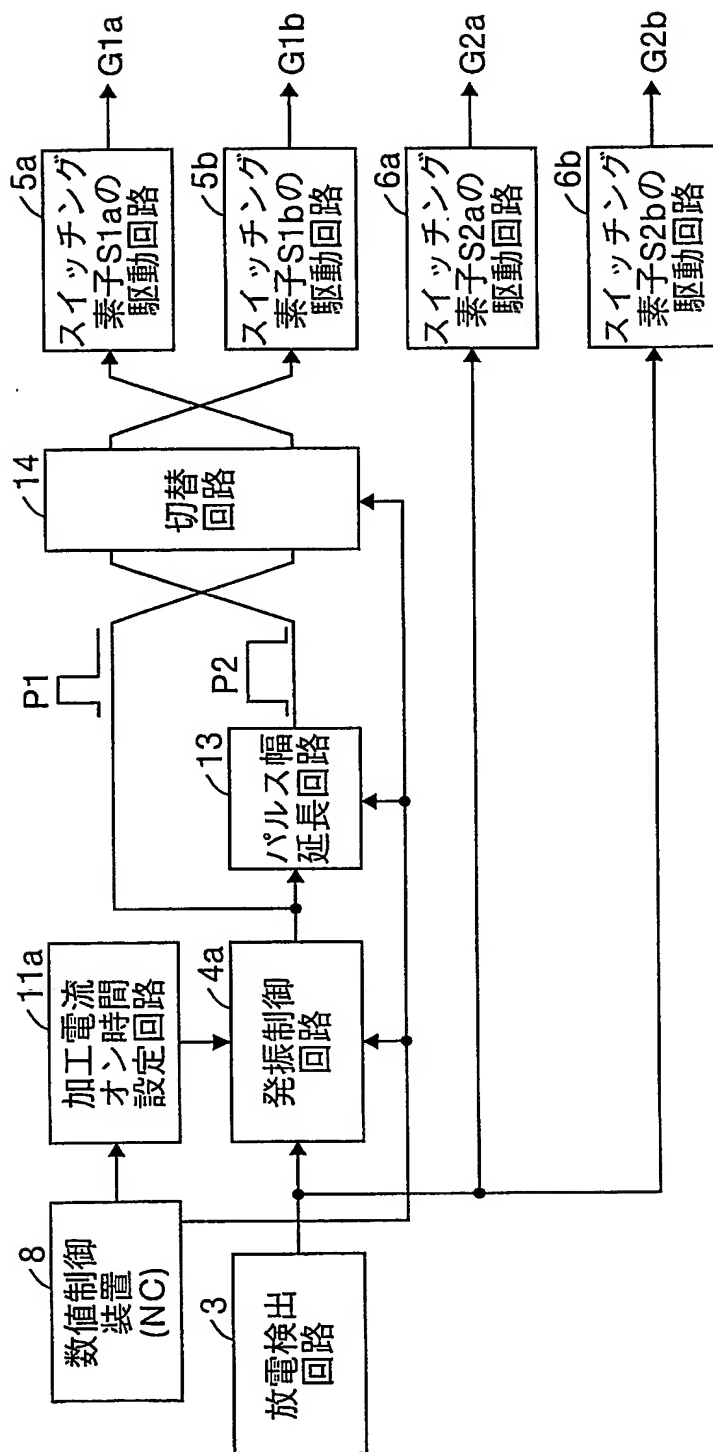 8
数値制御
装置
(NC)
3
放電検出
回路
11a
加工電流
オン時間
設定回路
4a
発振制御
回路
P1
P2
13
パルス幅
延長回路
14
切替
回路
5a
スイッチング
素子S1aの
駆動回路
G1a
5b
スイッチング
素子S1bの
駆動回路
G1b
6a
スイッチング
素子S2aの
駆動回路
G2a
6b
スイッチング
素子S2bの
駆動回路
G2b